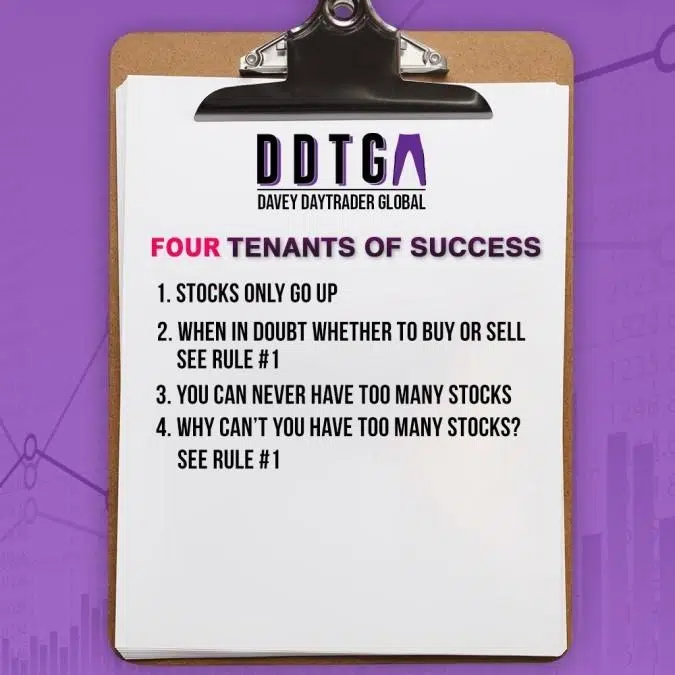 DDTG
DAVEY DAYTRADER GLOBAL
FOUR TENANTS OF SUCCESS
1. STOCKS ONLY GO UP
2. WHEN IN DOUBT WHETHER TO BUY OR SELL
SEE RULE #1
3. YOU CAN NEVER HAVE TOO MANY STOCKS
4. WHY CAN'T YOU HAVE TOO MANY STOCKS?
SEE RULE #1